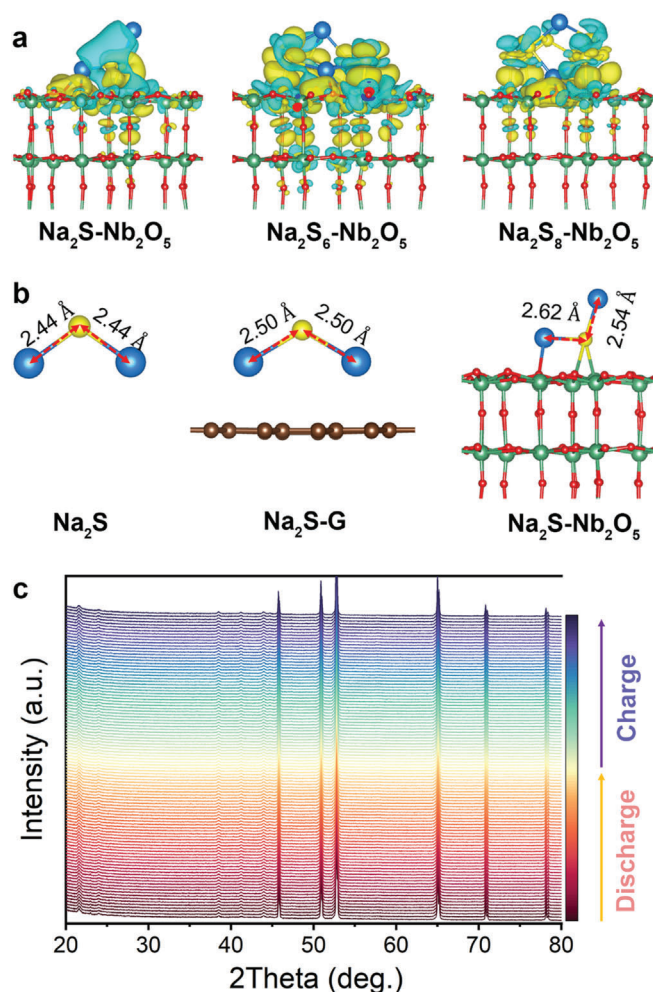 a
Na₂S-Nb₂O₅ Na₂S₆-Nb₂O₅ Na₂S₈-Nb₂O₅
b
2.44 Å 2.44 Å 2.50 Å 2.50 Å 2.62 Å 2.54 Å
Na₂S Na₂S-G Na₂S-Nb₂O₅
c
Intensity (a.u.)
Charge
Discharge
20 30 40 50 60 70 80
2Theta (deg.)